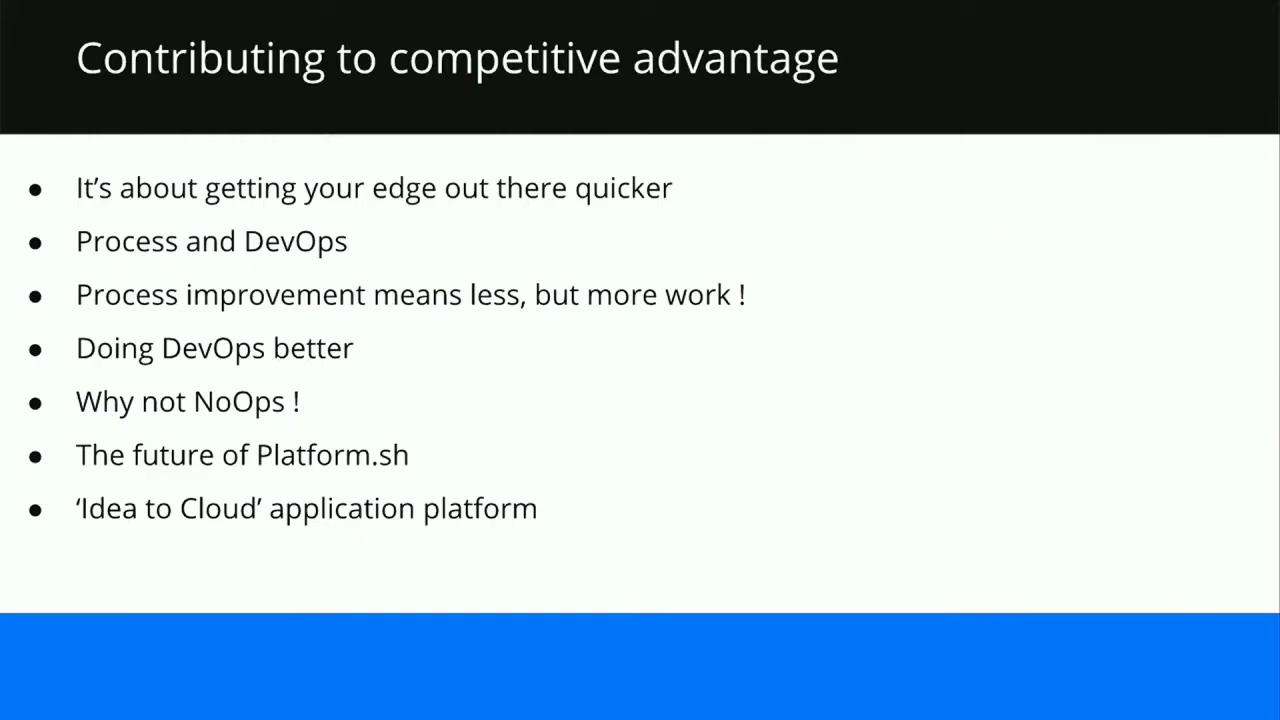 Contributing to competitive advantage
● It’s about getting your edge out there quicker
● Process and DevOps
● Process improvement means less, but more work !
● Doing DevOps better
● Why not NoOps !
● The future of Platform.sh
● ‘Idea to Cloud’ application platform